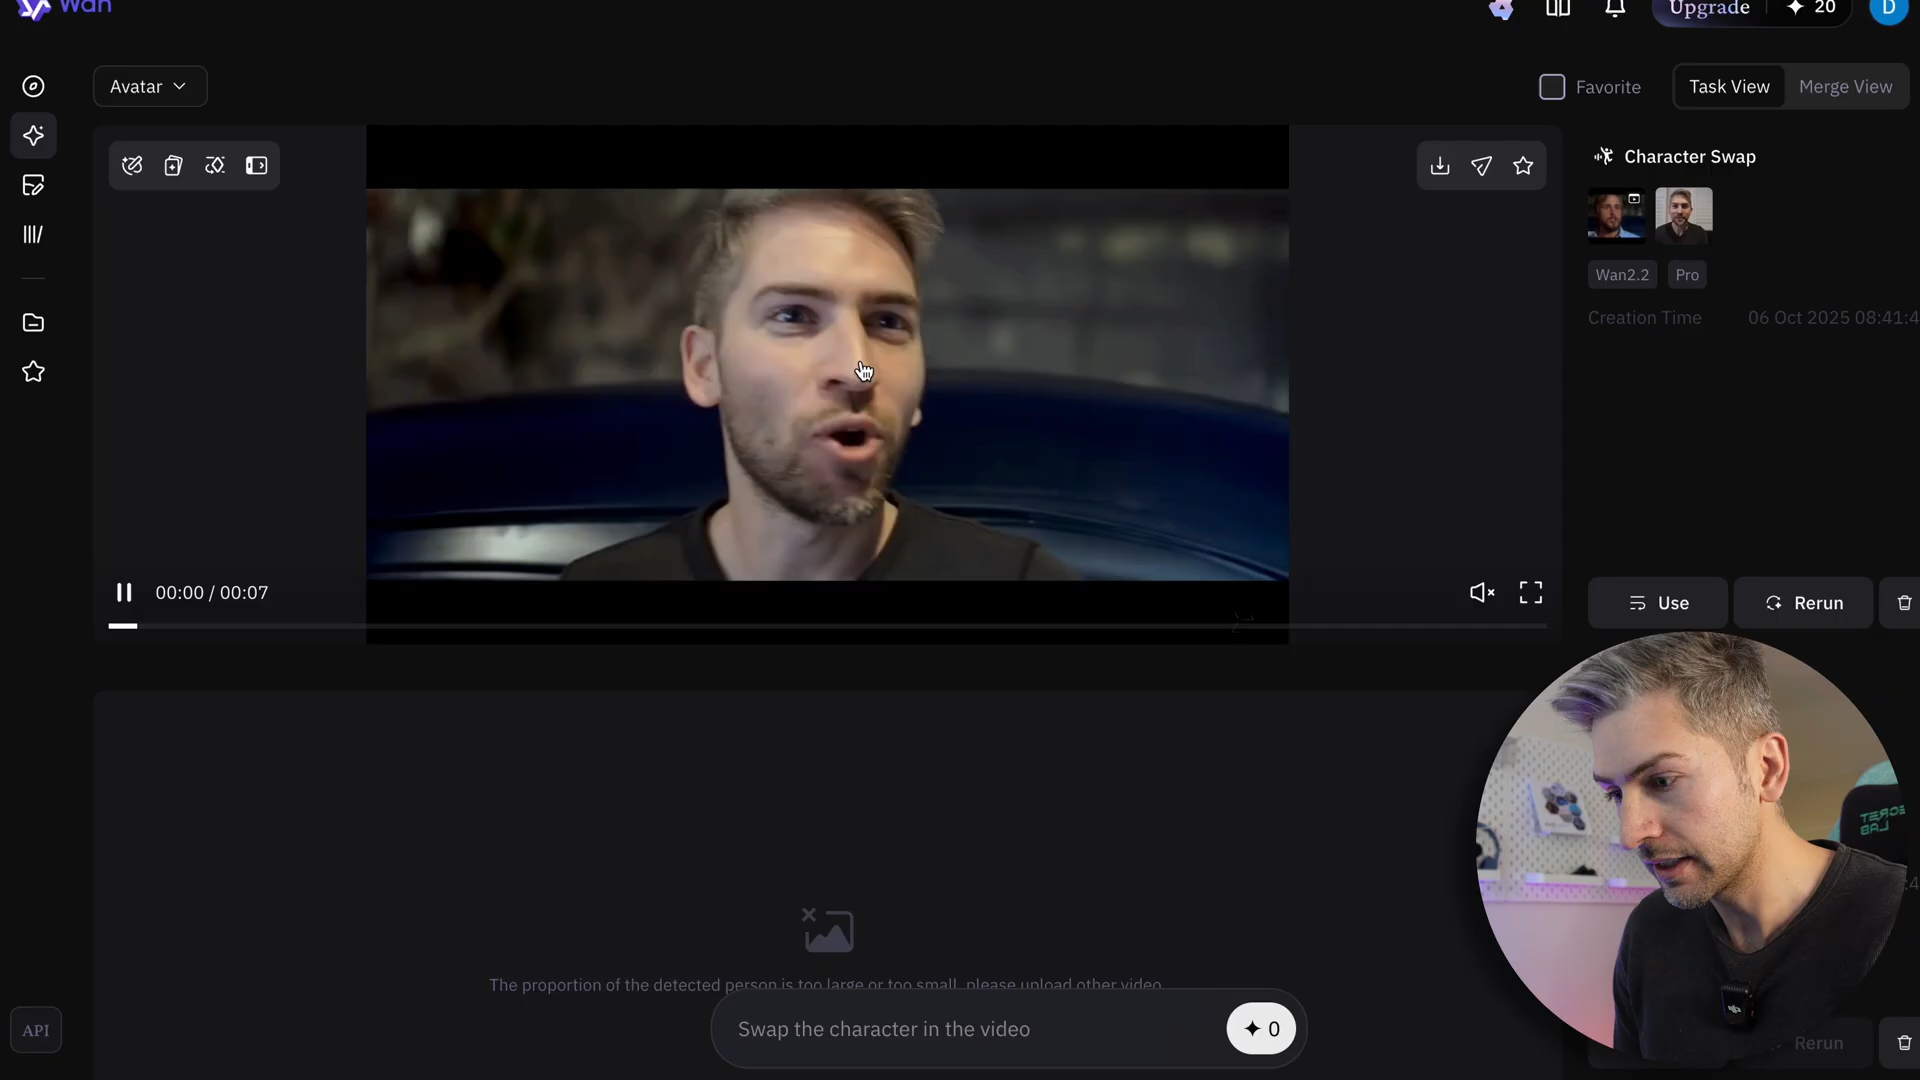 Wan
Upgrade
20
D
Avatar
Favorite
Task View
Merge View
Character Swap
Wan2.2
Pro
Creation Time
06 Oct 2025 08:41:4
00:00 / 00:07
Use
Rerun
The proportion of the detected person is too large or too small, please upload other video.
Swap the character in the video
0
API
Rerun